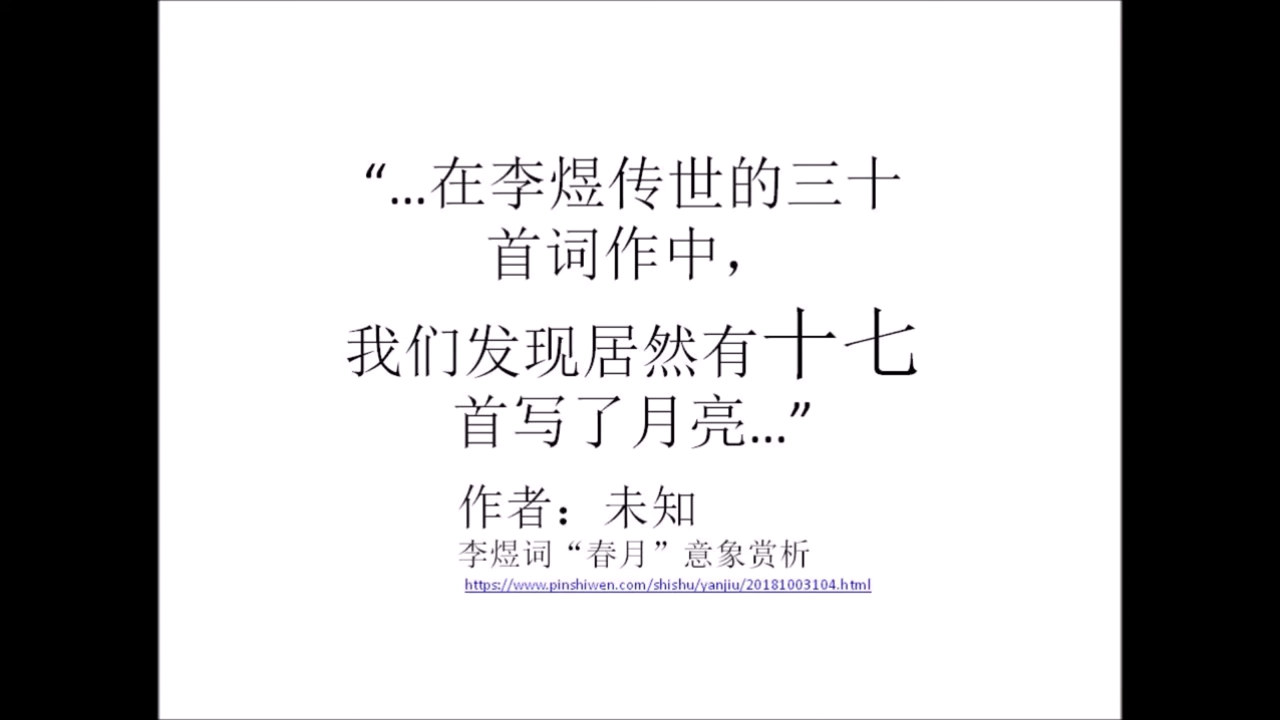 “…在李煜传世的三十
首词作中，
我们发现居然有十七
首写了月亮…”
作者：未知
李煜词“春月”意象赏析
https://www.pinshiwen.com/shishu/yanjiu/20181003104.html